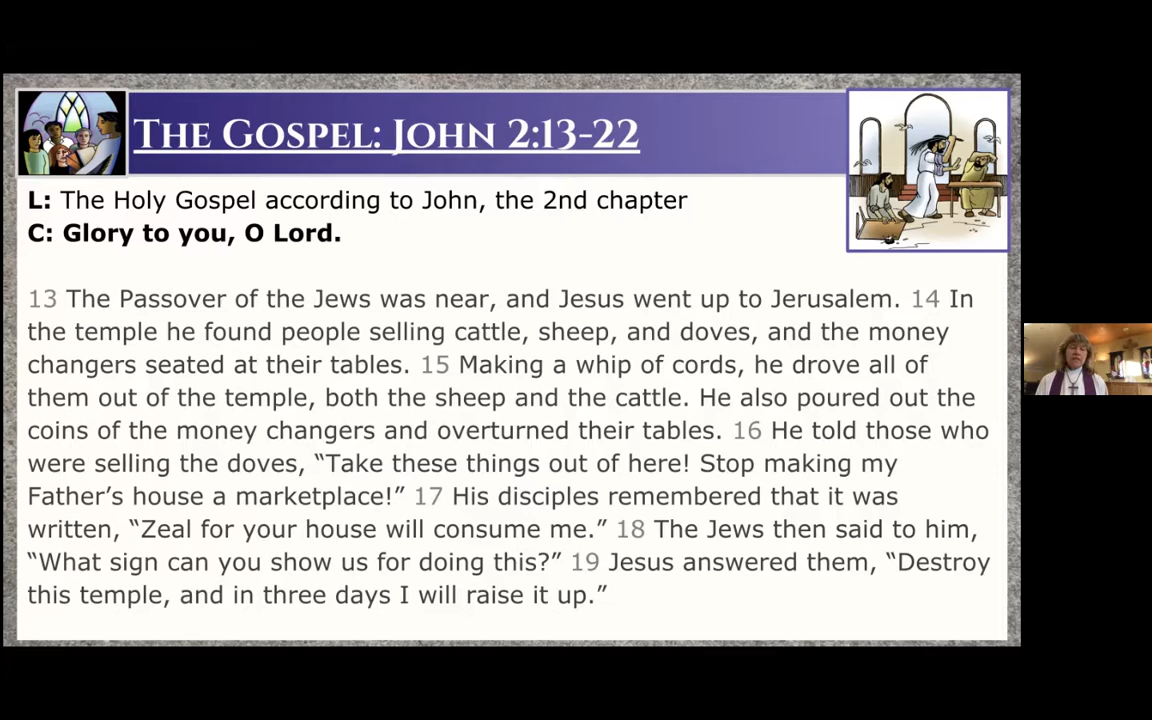 THE GOSPEL: JOHN 2:13-22
L: The Holy Gospel according to John, the 2nd chapter
C: Glory to you, O Lord.
13 The Passover of the Jews was near, and Jesus went up to Jerusalem. 14 In
the temple he found people selling cattle, sheep, and doves, and the money
changers seated at their tables. 15 Making a whip of cords, he drove all of
them out of the temple, both the sheep and the cattle. He also poured out the
coins of the money changers and overturned their tables. 16 He told those who
were selling the doves, “Take these things out of here! Stop making my
Father’s house a marketplace!” 17 His disciples remembered that it was
written, “Zeal for your house will consume me.” 18 The Jews then said to him,
“What sign can you show us for doing this?” 19 Jesus answered them, “Destroy
this temple, and in three days I will raise it up.”